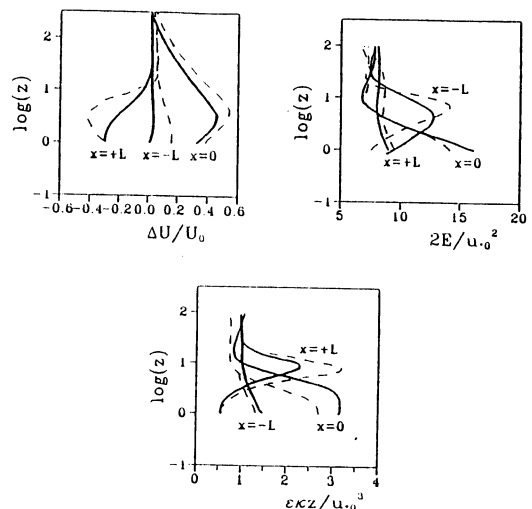 log(z)
2
1
0
-1
-0.6-0.4-0.2 0 0.2 0.4 0.6
x=+L x=-L x=0
ΔU/U₀
log(z)
2
1
0
-1
5 10 15 20
x=-L
x=+L x=0
2E/u*₀²
log(z)
2
1
0
-1
0 1 2 3 4
x=+L
x=-L x=0
εκz/u*₀³